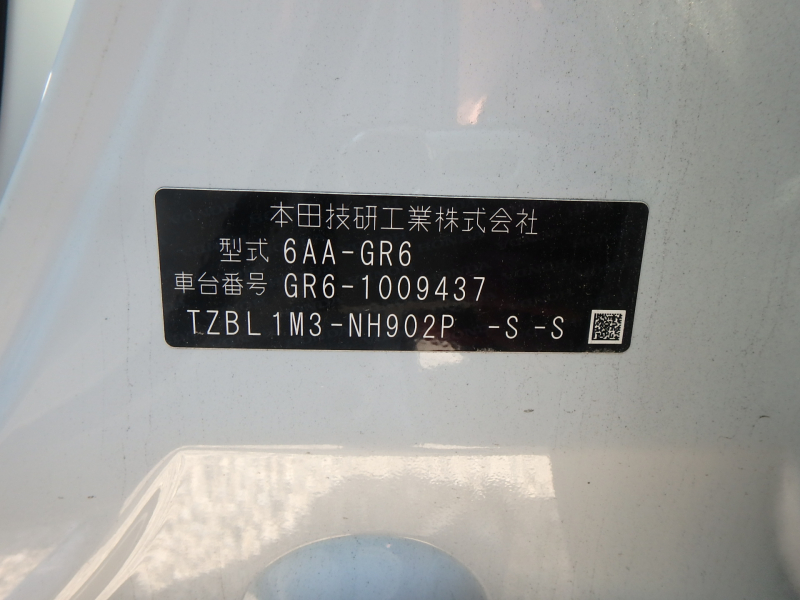 本田技研工業株式会社
型式 6AA-GR6
車台番号 GR6-1009437
TZBL1M3-NH902P -S -S